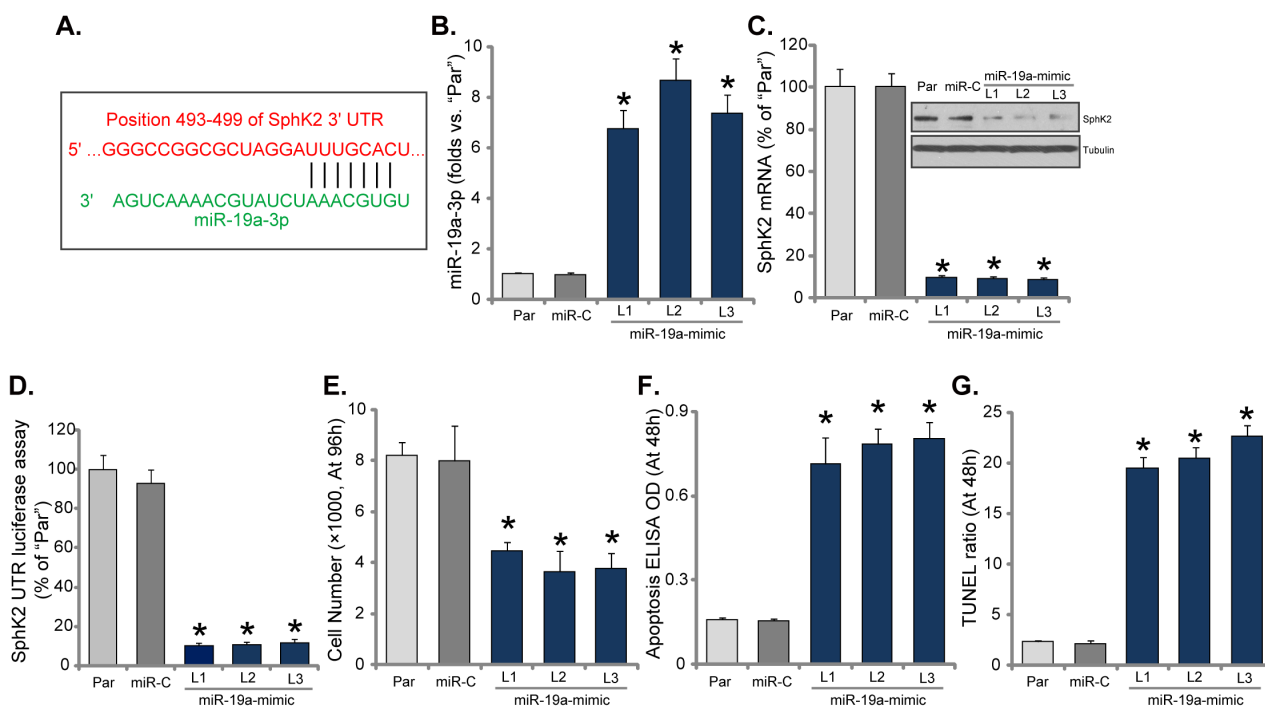 A.
Position 493-499 of SphK2 3' UTR
5' ...GGGCCGGCGCUAGGAUUUGCACU...
3' AGUCAAAACGUAUCUAAACGUGU
miR-19a-3p
B.
miR-19a-3p (folds vs. “Par”)
10
8
6
4
2
0
* * *
Par miR-C L1 L2 L3
miR-19a-mimic
C.
SphK2 mRNA (% of “Par”)
120
100
80
60
40
20
0
miR-19a-mimic
Par miR-C L1 L2 L3
SphK2
Tubulin
* * *
Par miR-C L1 L2 L3
miR-19a-mimic
D.
SphK2 UTR luciferase assay
(% of “Par”)
120
100
80
60
40
20
0
* * *
Par miR-C L1 L2 L3
miR-19a-mimic
E.
Cell Number (×1000, At 96h)
10
8
6
4
2
0
* * *
Par miR-C L1 L2 L3
miR-19a-mimic
F.
Apoptosis ELISA OD (At 48h)
0.9
0.6
0.3
0
* * *
Par miR-C L1 L2 L3
miR-19a-mimic
G.
TUNEL ratio (At 48h)
25
20
15
10
5
0
* * *
Par miR-C L1 L2 L3
miR-19a-mimic